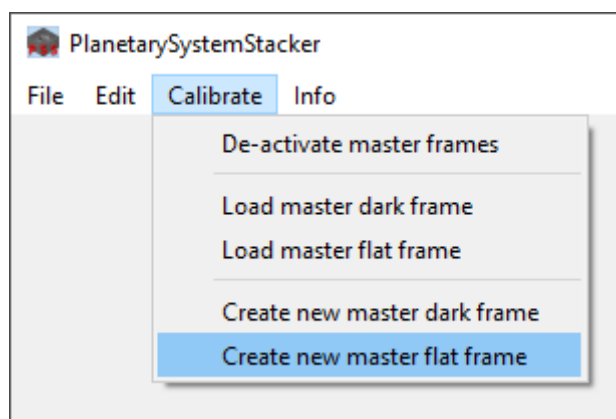 PlanetarySystemStacker
File Edit Calibrate Info
De-activate master frames
Load master dark frame
Load master flat frame
Create new master dark frame
Create new master flat frame